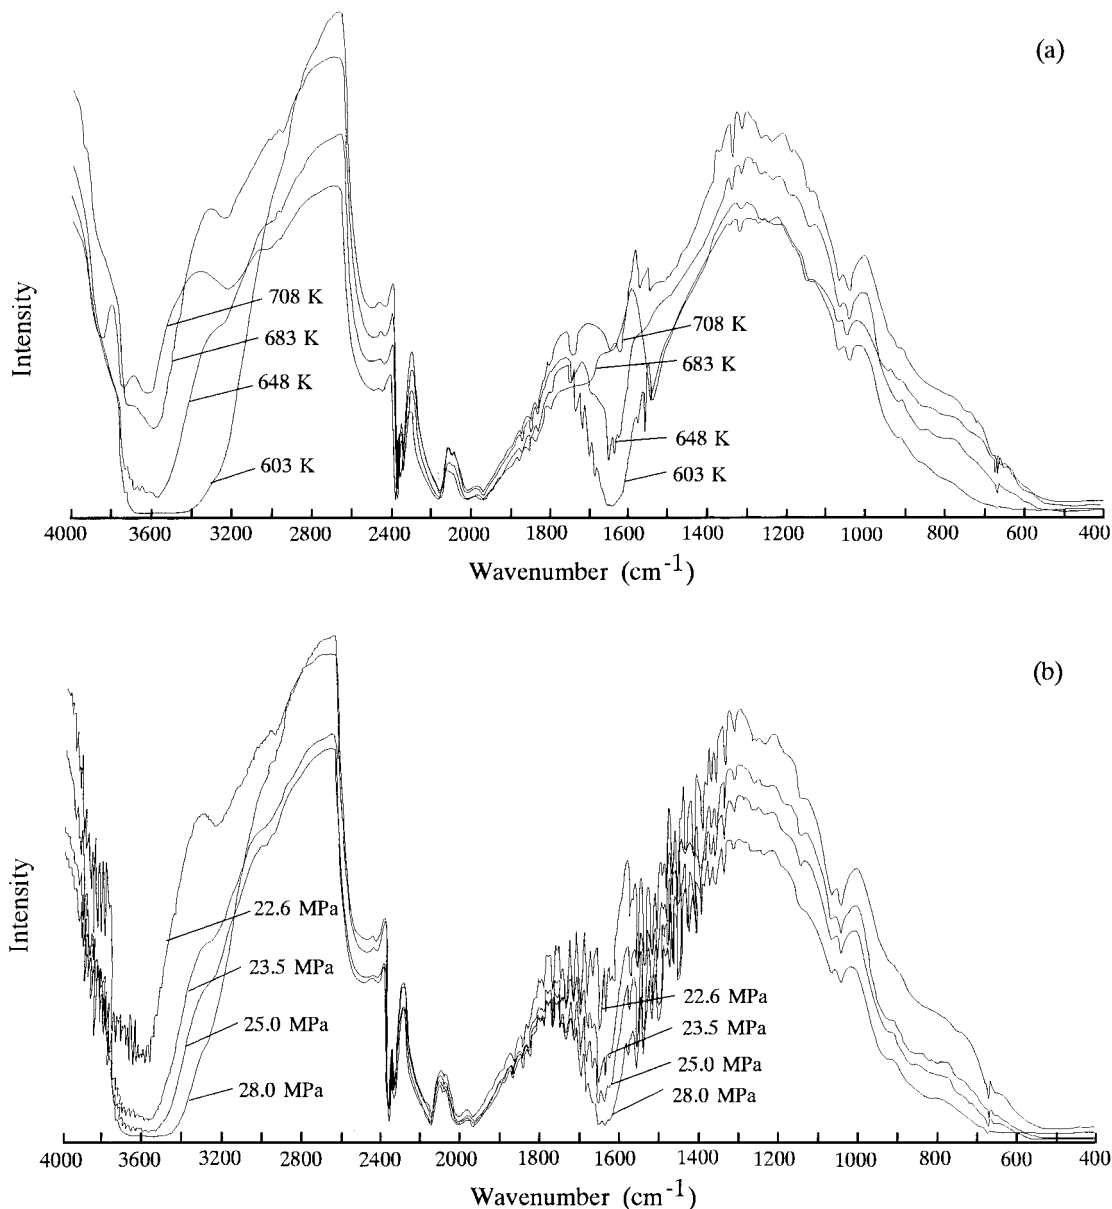 (a)
Intensity
708 K
683 K
648 K
603 K
708 K
683 K
648 K
603 K
4000 3600 3200 2800 2400 2000 1800 1600 1400 1200 1000 800 600 400
Wavenumber (cm-1)
(b)
Intensity
22.6 MPa
23.5 MPa
25.0 MPa
28.0 MPa
22.6 MPa
23.5 MPa
25.0 MPa
28.0 MPa
4000 3600 3200 2800 2400 2000 1800 1600 1400 1200 1000 800 600 400
Wavenumber (cm-1)